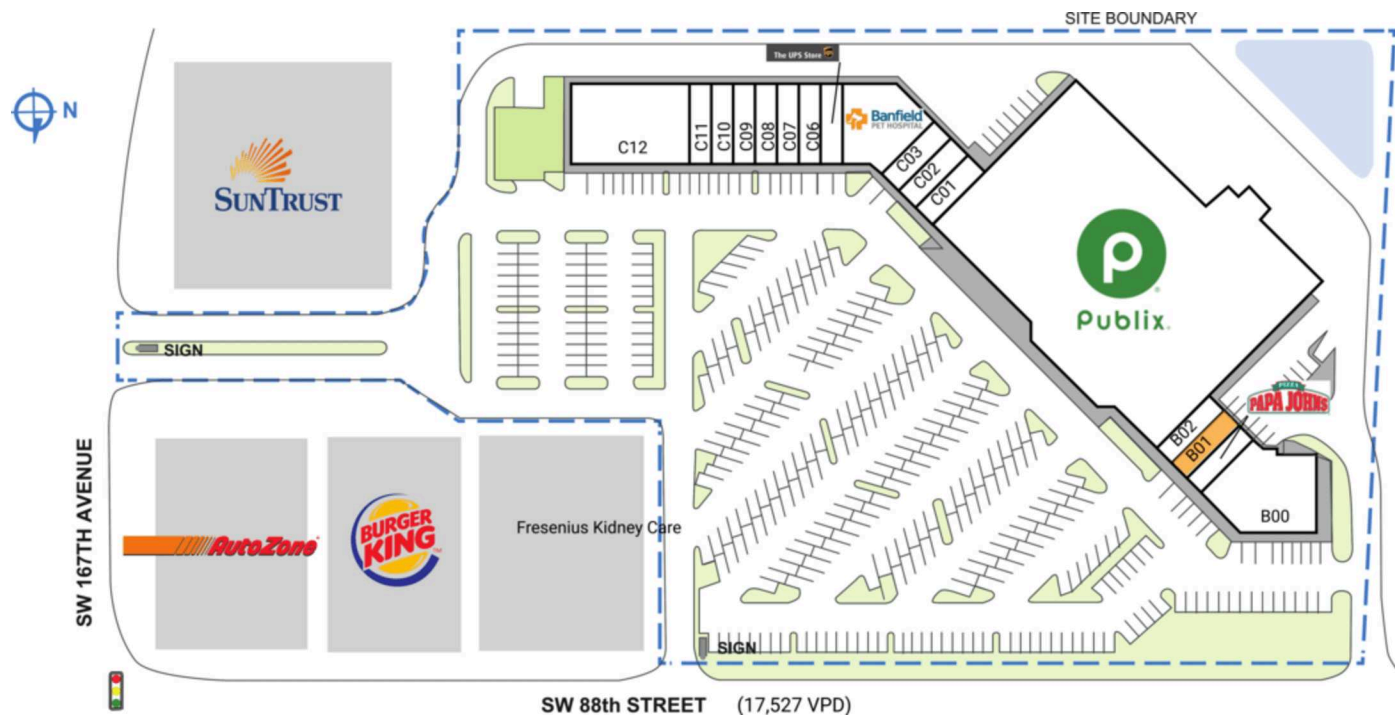 SITE BOUNDARY
The UPS Store
N
SUNTRUST
C12
C11
C10
C09
C08
C07
C06
Banfield
PET HOSPITAL
C03
C02
C01
Publix
SIGN
PIZZA
PAPA JOHNS
B02
B01
B00
SW 167TH AVENUE
AutoZone
BURGER
KING
Fresenius Kidney Care
SIGN
SW 88th STREET (17,527 VPD)